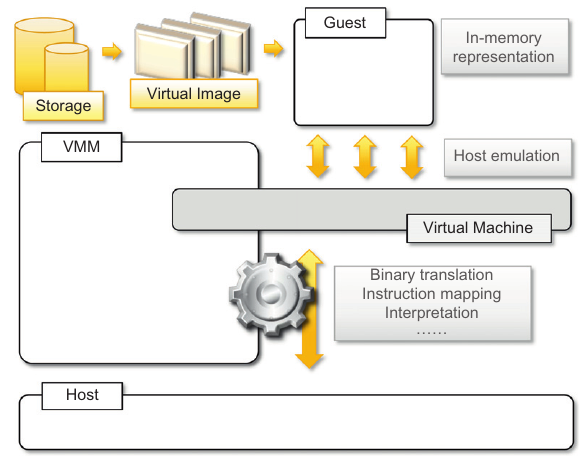 Guest
In-memory
representation
Storage
Virtual Image
VMM
Host emulation
Virtual Machine
Binary translation
Instruction mapping
Interpretation
......
Host